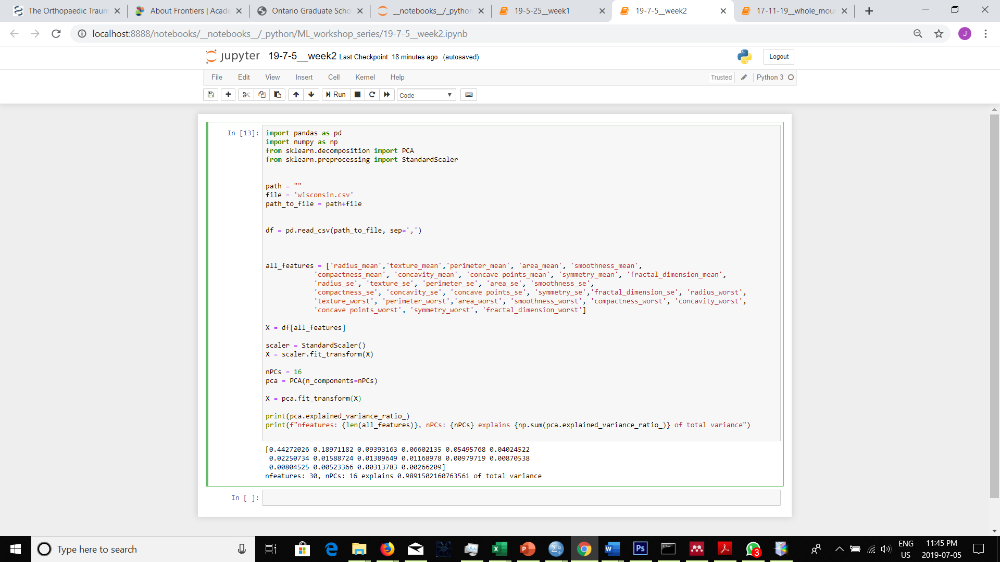 The Orthopaedic Traum
About Frontiers | Acade
Ontario Graduate Scho
__notebooks__/_python
19-5-25__week1
19-7-5__week2
17-11-19__whole_mou
localhost:8888/notebooks/__notebooks__/_python/ML_workshop_series/19-7-5__week2.ipynb
J
jupyter 19-7-5__week2 Last Checkpoint: 18 minutes ago (autosaved)
Logout
File Edit View Insert Cell Kernel Help
Trusted Python 3
Run Code
In [13]:
import pandas as pd
import numpy as np
from sklearn.decomposition import PCA
from sklearn.preprocessing import StandardScaler
path = ""
file = 'wisconsin.csv'
path_to_file = path+file
df = pd.read_csv(path_to_file, sep=',')
all_features = ['radius_mean','texture_mean','perimeter_mean', 'area_mean', 'smoothness_mean',
'compactness_mean', 'concavity_mean', 'concave points_mean', 'symmetry_mean', 'fractal_dimension_mean',
'radius_se', 'texture_se', 'perimeter_se', 'area_se', 'smoothness_se',
'compactness_se', 'concavity_se', 'concave points_se', 'symmetry_se','fractal_dimension_se', 'radius_worst',
'texture_worst', 'perimeter_worst','area_worst', 'smoothness_worst', 'compactness_worst', 'concavity_worst',
'concave points_worst', 'symmetry_worst', 'fractal_dimension_worst']
X = df[all_features]
scaler = StandardScaler()
X = scaler.fit_transform(X)
nPCs = 16
pca = PCA(n_components=nPCs)
X = pca.fit_transform(X)
print(pca.explained_variance_ratio_)
print(f"nfeatures: {len(all_features)}, nPCs: {nPCs} explains {np.sum(pca.explained_variance_ratio_)} of total variance")
[0.44272026 0.18971182 0.09393163 0.06602135 0.05495768 0.04024522
0.02250734 0.01588724 0.01389649 0.01168978 0.00979719 0.00870538
0.00804525 0.00523366 0.00313783 0.00266209]
nfeatures: 30, nPCs: 16 explains 0.9891502160763561 of total variance
In [ ]:
Type here to search
3
ENG
US
11:45 PM
2019-07-05